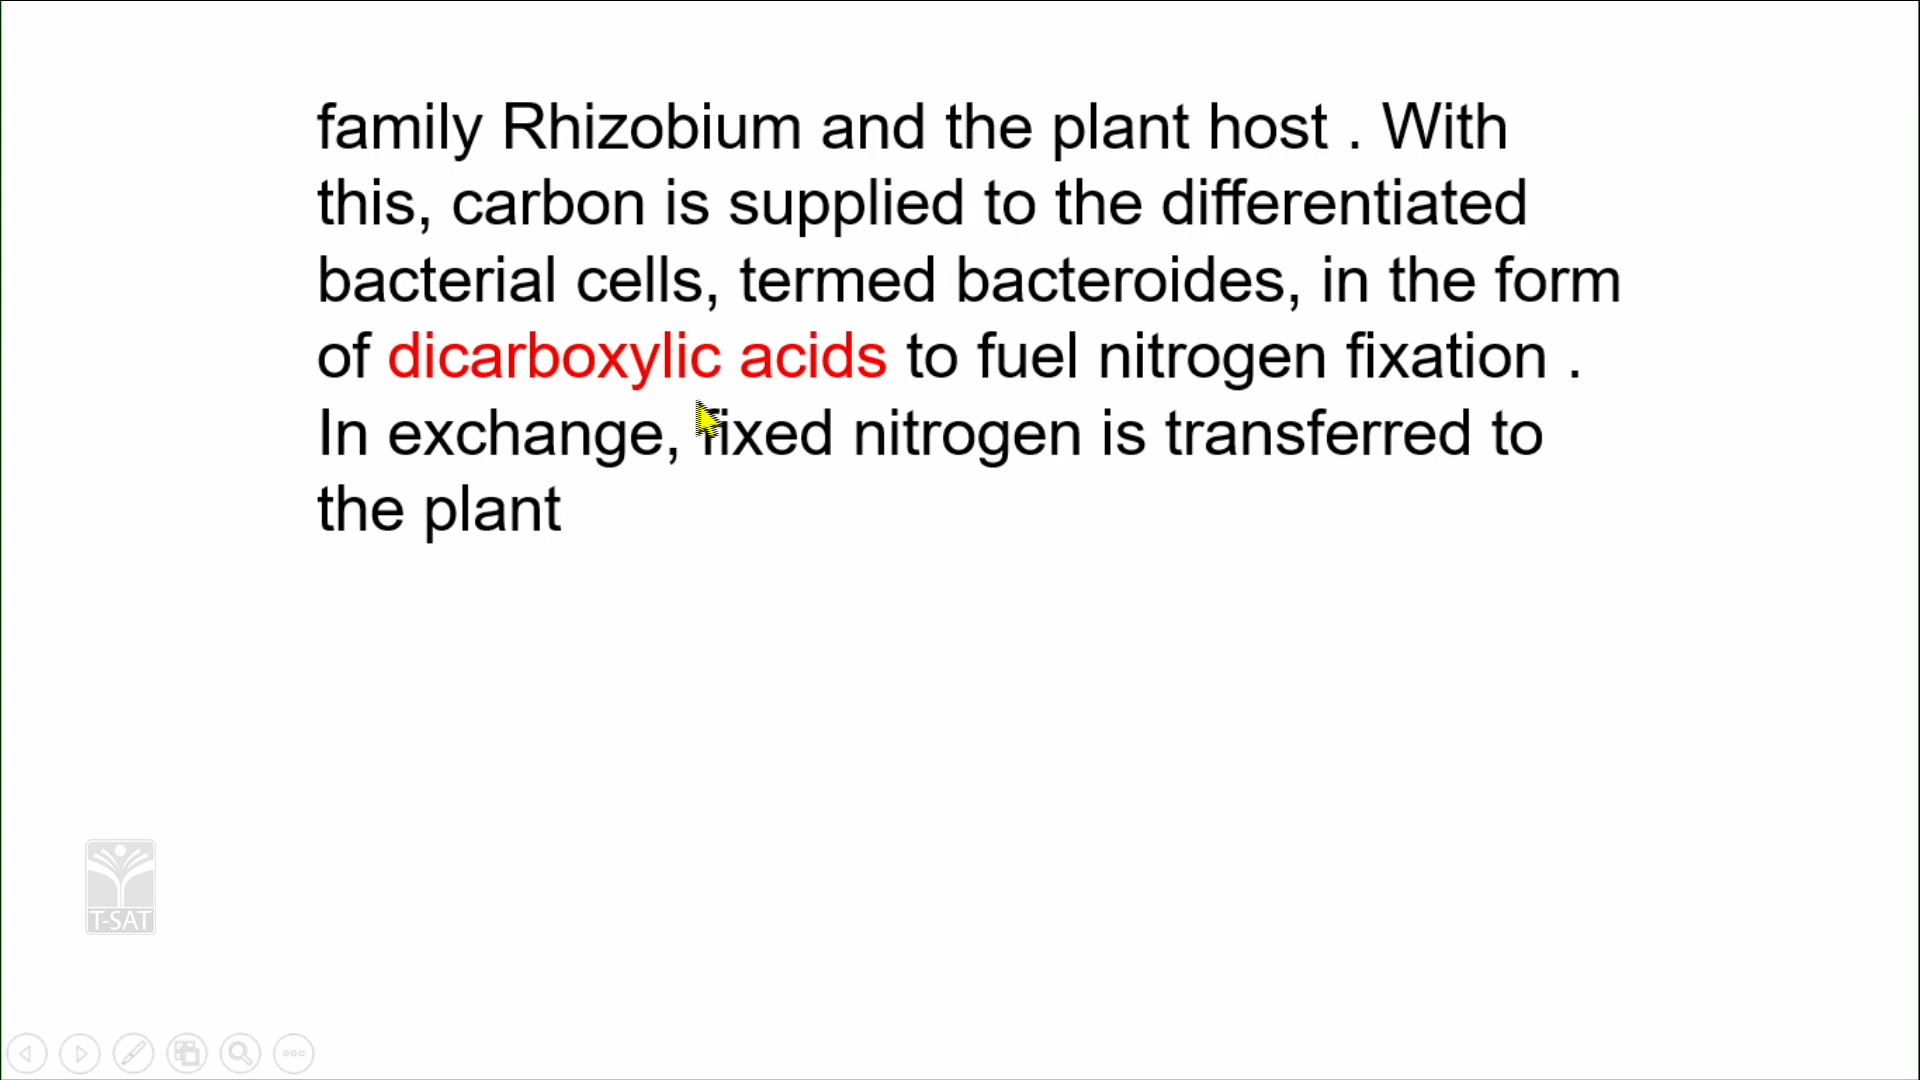 family Rhizobium and the plant host . With
this, carbon is supplied to the differentiated
bacterial cells, termed bacteroides, in the form
of dicarboxylic acids to fuel nitrogen fixation .
In exchange, fixed nitrogen is transferred to
the plant
T-SAT